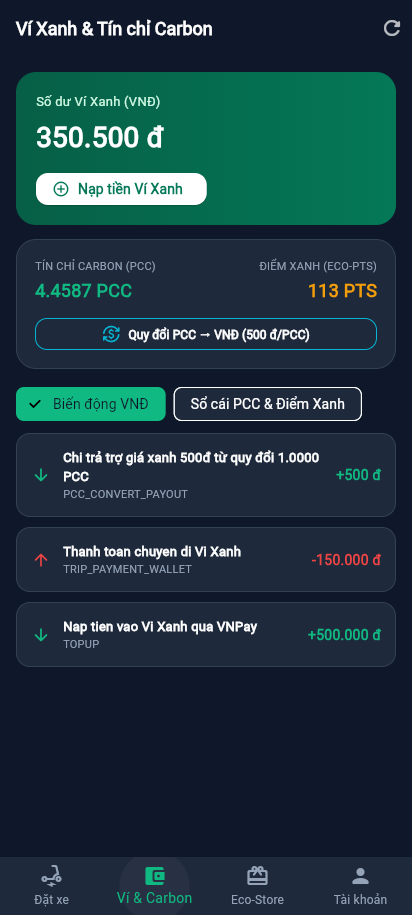 Ví Xanh & Tín chỉ Carbon
Số dư Ví Xanh (VNĐ)
350.500 đ
Nạp tiền Ví Xanh
TÍN CHỈ CARBON (PCC)
ĐIỂM XANH (ECO-PTS)
4.4587 PCC
113 PTS
Quy đổi PCC → VNĐ (500 đ/PCC)
Biến động VNĐ
Sổ cái PCC & Điểm Xanh
Chi trả trợ giá xanh 500đ từ quy đổi 1.0000
PCC
PCC_CONVERT_PAYOUT
+500 đ
Thanh toan chuyen di Vi Xanh
TRIP_PAYMENT_WALLET
-150.000 đ
Nap tien vao Vi Xanh qua VNPay
TOPUP
+500.000 đ
Đặt xe
Ví & Carbon
Eco-Store
Tài khoản